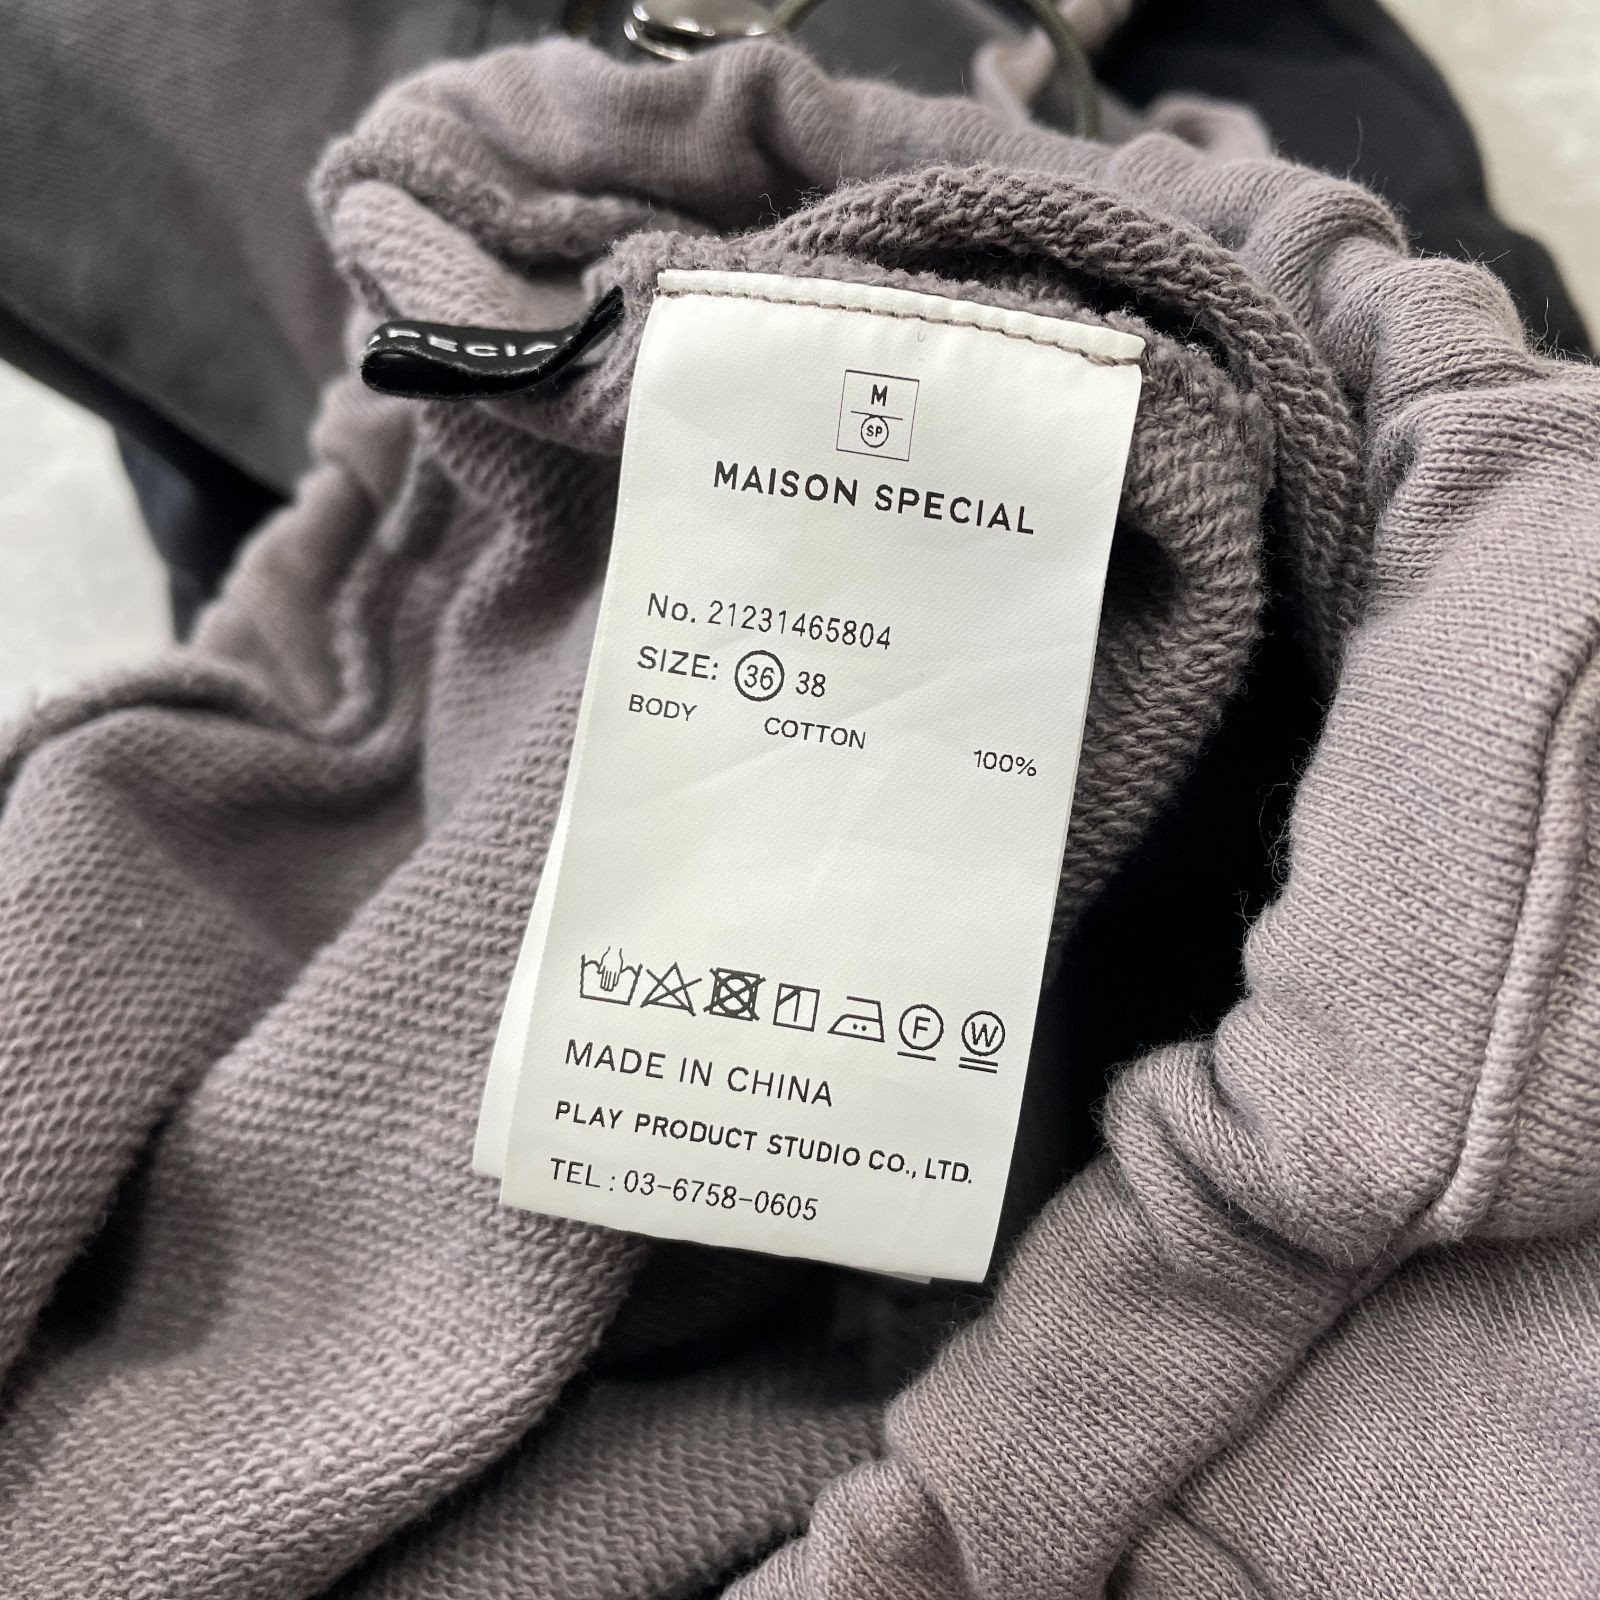 M
SP
MAISON SPECIAL
No. 21231465804
SIZE: 36 38
BODY COTTON 100%
F W
MADE IN CHINA
PLAY PRODUCT STUDIO CO., LTD.
TEL : 03-6758-0605
PECIA